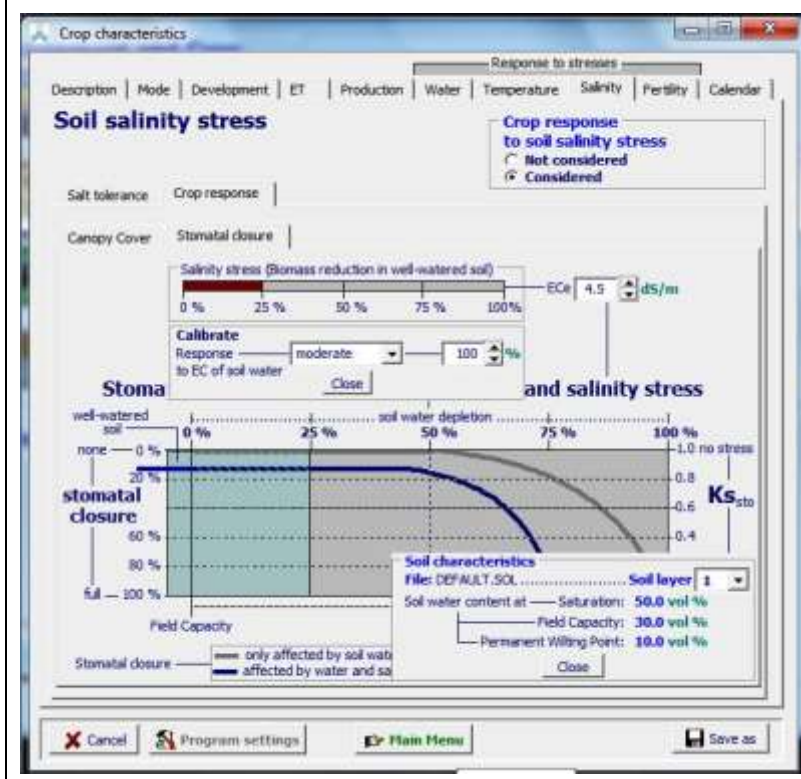 Crop characteristics
Response to stresses
Description Mode Development ET Production Water Temperature Salinity Fertility Calendar
Soil salinity stress
Crop response
to soil salinity stress
Not considered
Considered
Salt tolerance Crop response
Canopy Cover Stomatal closure
Salinity stress (Biomass reduction in well-watered soil)
ECe 4.5 dS/m
0 % 25 % 50 % 75 % 100%
Calibrate
Response moderate 100 %
to EC of soil water
Close
Stoma and salinity stress
well-watered
soil
soil water depletion
0 % 25 % 50 % 75 % 100 %
none 0 % 1.0 no stress
20 % 0.8
stomatal
closure
Ks sto
0.6
60 % 0.4
80 %
full 100 %
Soil characteristics
File: DEFAULT.SOL Soil layer 1
Soil water content at Saturation: 50.0 vol %
Field Capacity: 30.0 vol %
Permanent Wilting Point: 10.0 vol %
Close
Field Capacity
Stomatal closure
only affected by soil wate
affected by water and sa
Cancel Program settings Main Menu Save as